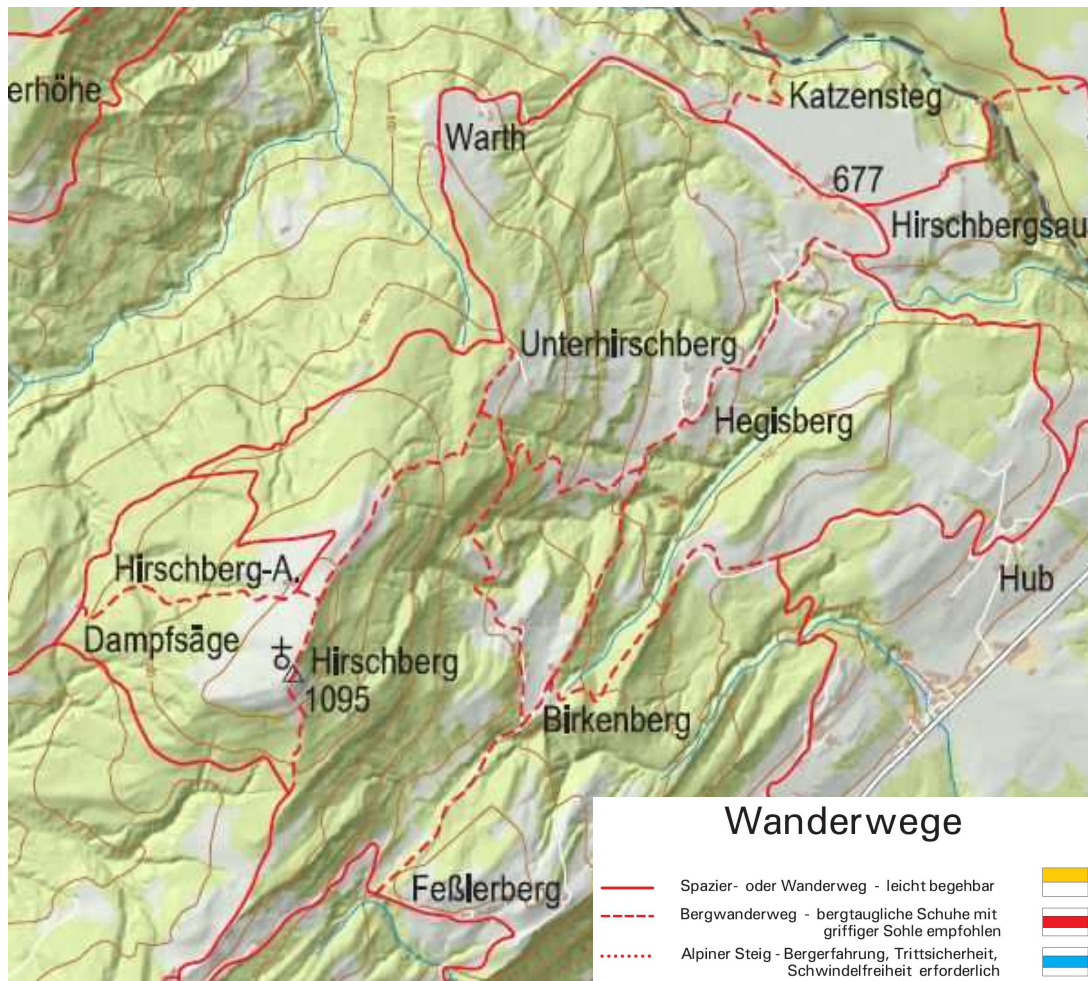 erhöhe
Katzensteg
Warth
677
Hirschbergsau
Unterhirschberg
Hegisberg
Hirschberg-A.
Hub
Dampfsäge
Hirschberg
1095
Birkenberg
Feßlerberg
Wanderwege
Spazier- oder Wanderweg - leicht begehbar
Bergwanderweg - bergtaugliche Schuhe mit
griffiger Sohle empfohlen
Alpiner Steig - Bergerfahrung, Trittsicherheit,
Schwindelfreiheit erforderlich